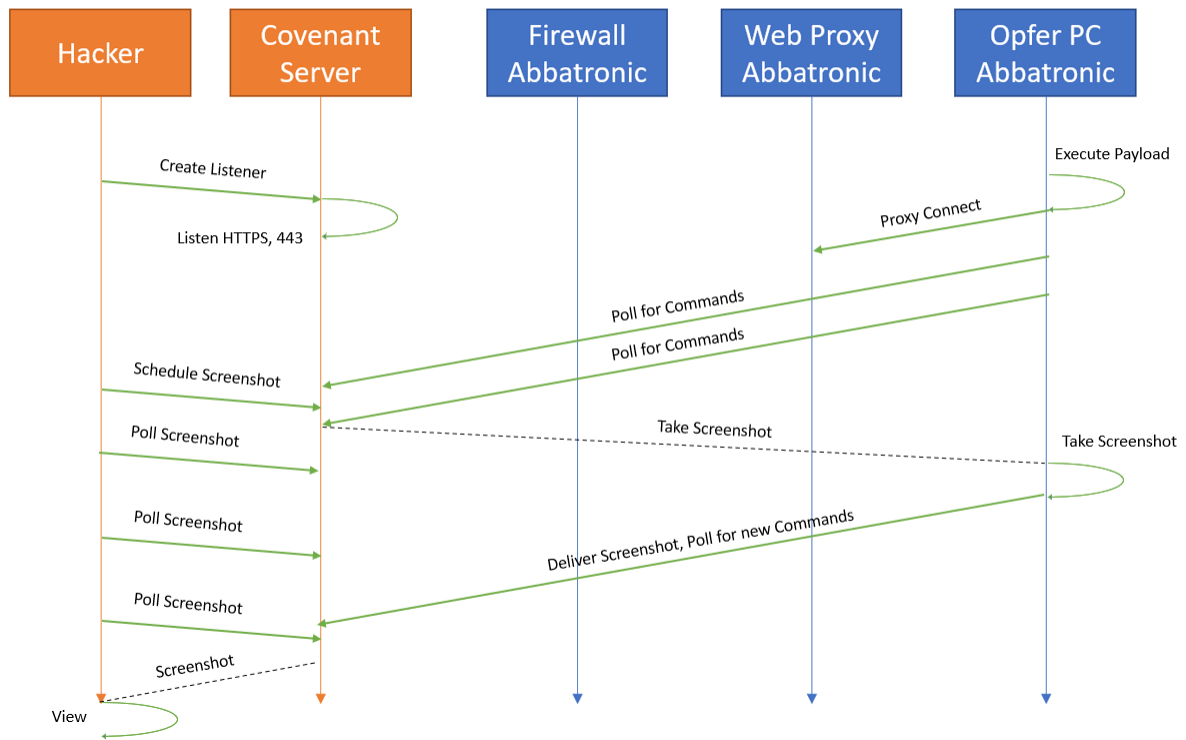 Hacker
Covenant
Server
Firewall
Abbatronic
Web Proxy
Abbatronic
Opfer PC
Abbatronic
Execute Payload
Create Listener
Proxy Connect
Listen HTTPS, 443
Poll for Commands
Poll for Commands
Schedule Screenshot
Take Screenshot
Poll Screenshot
Take Screenshot
Poll Screenshot
Deliver Screenshot, Poll for new Commands
Poll Screenshot
Screenshot
View